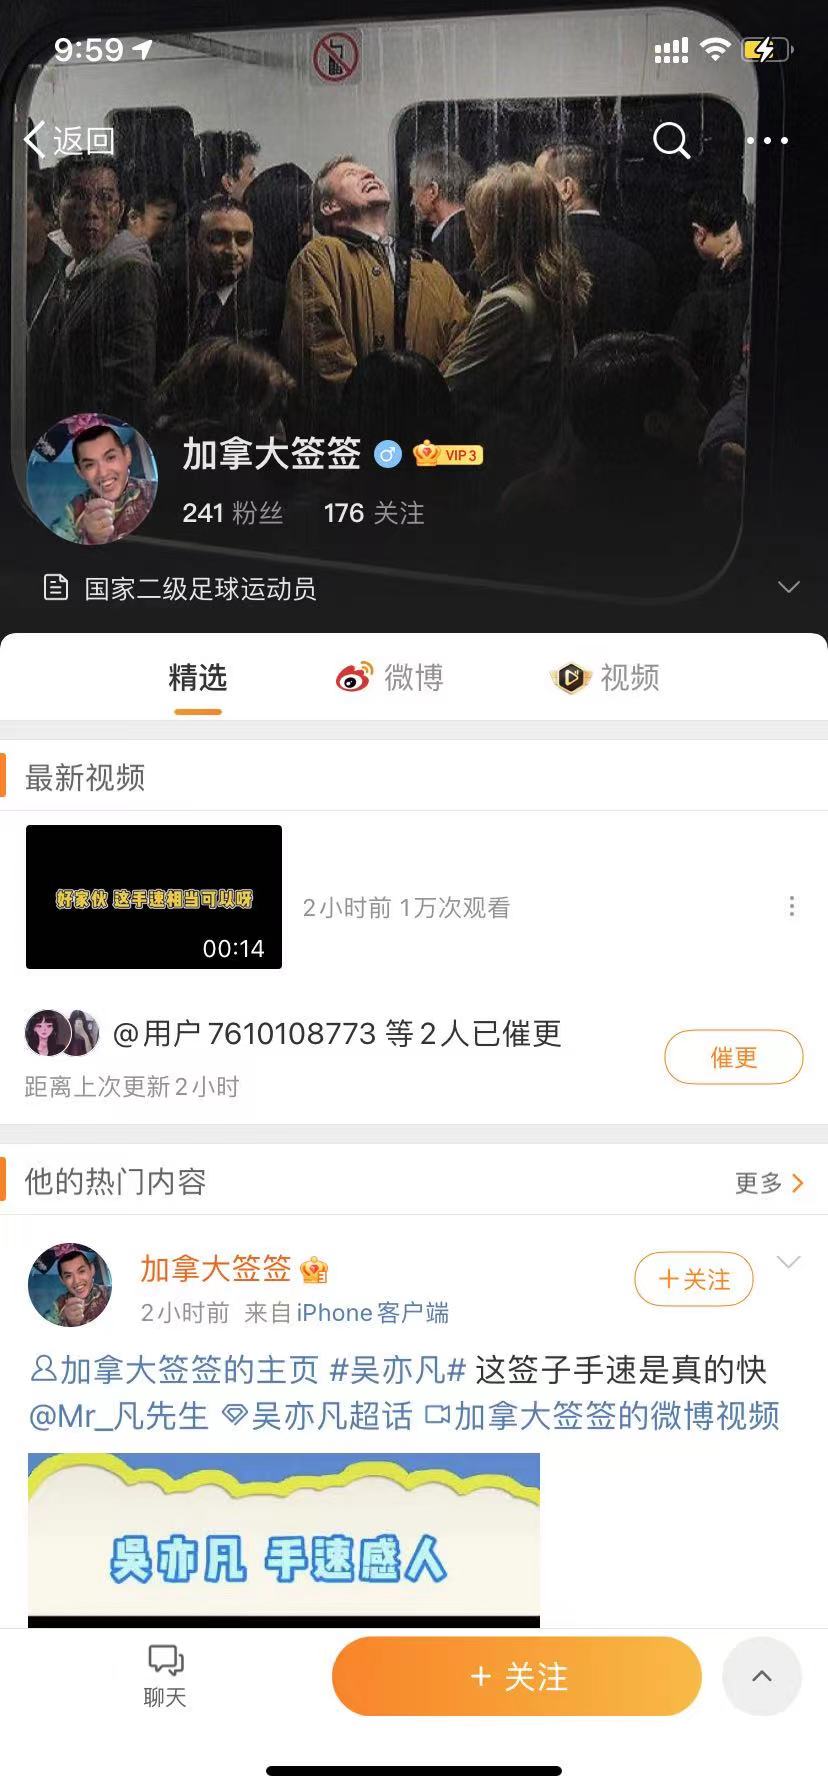 9:59
返回
加拿大签签 VIP 3
241 粉丝 176 关注
国家二级足球运动员
精选 微博 视频
最新视频
好家伙 这手速相当可以呀
00:14
2小时前 1万次观看
@用户7610108773 等2人已催更
催更
距离上次更新2小时
他的热门内容
更多
加拿大签签
+关注
2小时前 来自iPhone客户端
加拿大签签的主页 #吴亦凡# 这签子手速是真的快
@Mr_凡先生 吴亦凡超话 加拿大签签的微博视频
吴亦凡 手速感人
聊天
+ 关注